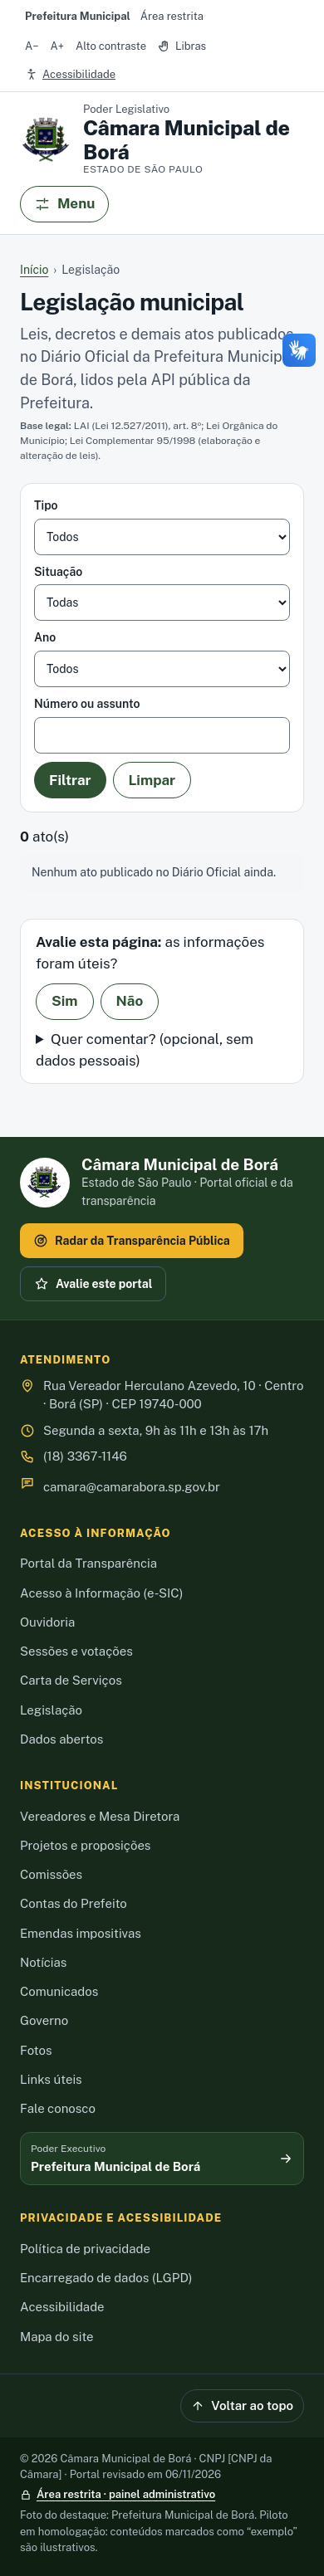 Prefeitura Municipal Área restrita
A− A+ Alto contraste Libras
Acessibilidade
Poder Legislativo
Câmara Municipal de
Borá
ESTADO DE SÃO PAULO
Menu
Início › Legislação
Legislação municipal
Leis, decretos e demais atos publicados
no Diário Oficial da Prefeitura Municip
de Borá, lidos pela API pública da
Prefeitura.
Base legal: LAI (Lei 12.527/2011), art. 8º; Lei Orgânica do
Município; Lei Complementar 95/1998 (elaboração e
alteração de leis).
Tipo
Todos
Situação
Todas
Ano
Todos
Número ou assunto
Filtrar Limpar
0 ato(s)
Nenhum ato publicado no Diário Oficial ainda.
Avalie esta página: as informações
foram úteis?
Sim Não
Quer comentar? (opcional, sem
dados pessoais)
Câmara Municipal de Borá
Estado de São Paulo · Portal oficial e da
transparência
Radar da Transparência Pública
Avalie este portal
ATENDIMENTO
Rua Vereador Herculano Azevedo, 10 · Centro
· Borá (SP) · CEP 19740-000
Segunda a sexta, 9h às 11h e 13h às 17h
(18) 3367-1146
camara@camarabora.sp.gov.br
ACESSO À INFORMAÇÃO
Portal da Transparência
Acesso à Informação (e-SIC)
Ouvidoria
Sessões e votações
Carta de Serviços
Legislação
Dados abertos
INSTITUCIONAL
Vereadores e Mesa Diretora
Projetos e proposições
Comissões
Contas do Prefeito
Emendas impositivas
Notícias
Comunicados
Governo
Fotos
Links úteis
Fale conosco
Poder Executivo
Prefeitura Municipal de Borá →
PRIVACIDADE E ACESSIBILIDADE
Política de privacidade
Encarregado de dados (LGPD)
Acessibilidade
Mapa do site
Voltar ao topo
© 2026 Câmara Municipal de Borá · CNPJ [CNPJ da
Câmara] · Portal revisado em 06/11/2026
Área restrita · painel administrativo
Foto do destaque: Prefeitura Municipal de Borá. Piloto
em homologação: conteúdos marcados como “exemplo”
são ilustrativos.